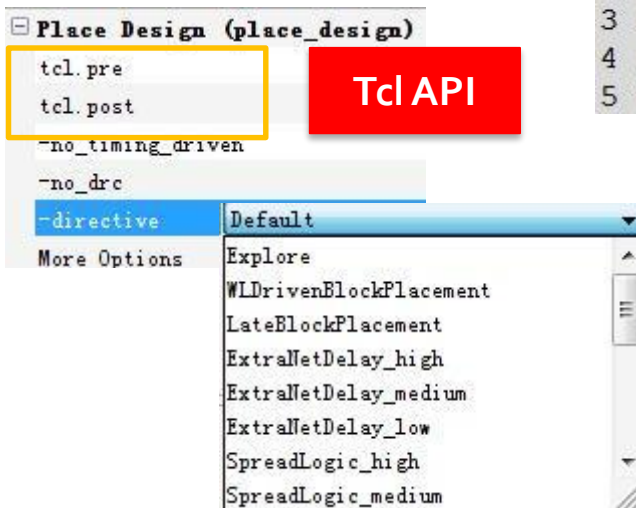 Place Design (place_design)
tcl.pre
tcl.post
Tcl API
3
4
5
-no_timing_driven
-no_drc
-directive Default
More Options
Explore
WLDrivenBlockPlacement
LateBlockPlacement
ExtraNetDelay_high
ExtraNetDelay_medium
ExtraNetDelay_low
SpreadLogic_high
SpreadLogic_medium